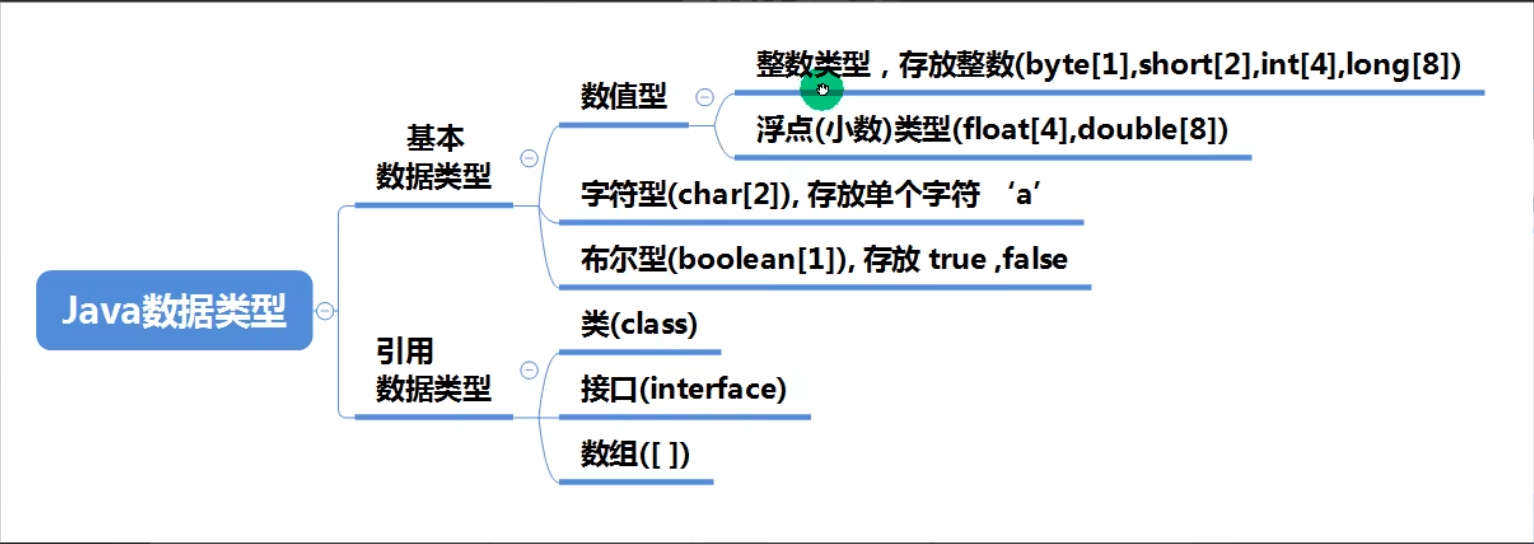 Java数据类型
基本
数据类型
数值型
整数类型，存放整数(byte[1],short[2],int[4],long[8])
浮点(小数)类型(float[4],double[8])
字符型(char[2]), 存放单个字符 ‘a’
布尔型(boolean[1]), 存放 true ,false
引用
数据类型
类(class)
接口(interface)
数组([ ])